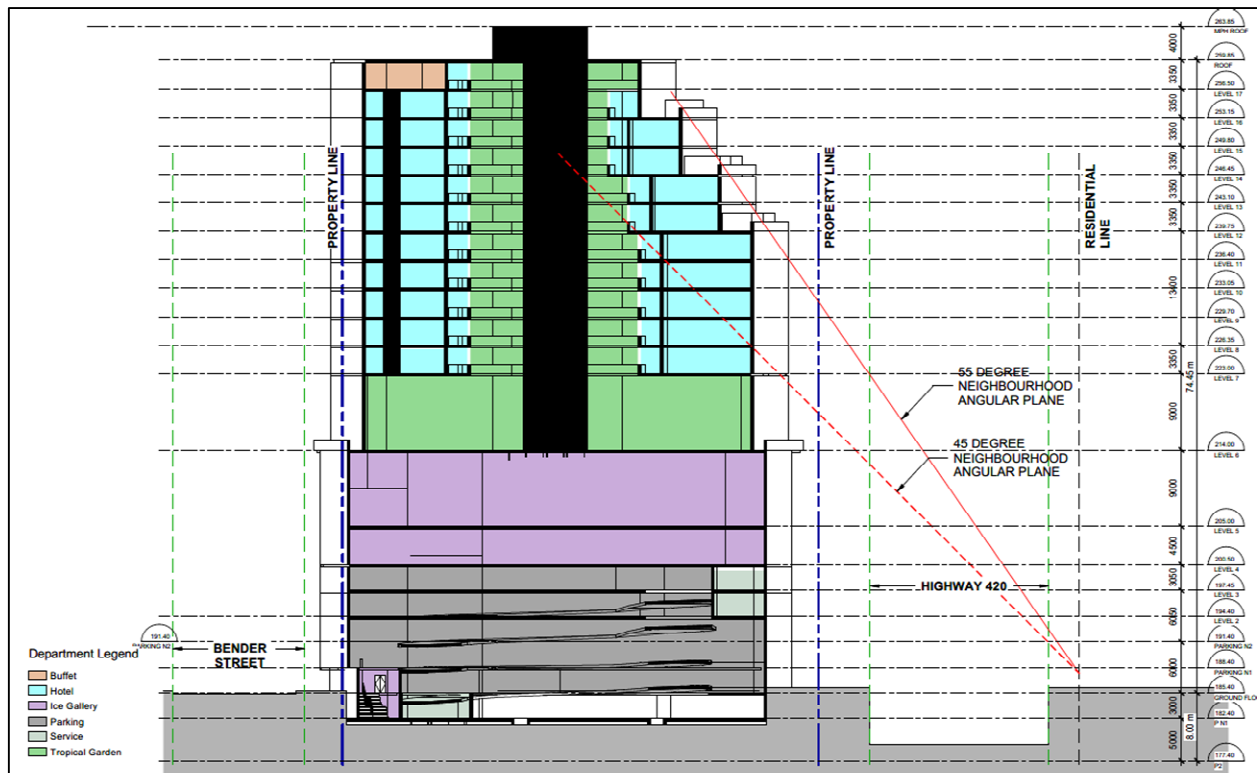 263.85
MPH ROOF
4000
259.85
ROOF
3350
256.50
LEVEL 17
3350
253.15
LEVEL 16
3350
249.80
LEVEL 15
3350
246.45
LEVEL 14
3350
243.10
LEVEL 13
3350
239.75
LEVEL 12
236.40
LEVEL 11
233.05
LEVEL 10
229.70
LEVEL 9
226.35
LEVEL 8
3350
223.00
LEVEL 7
74.45 m
9000
214.00
LEVEL 6
9000
205.00
LEVEL 5
4500
200.50
LEVEL 4
3050
197.45
LEVEL 3
6050
194.40
LEVEL 2
191.40
PARKING N2
6000
188.40
PARKING N1
185.40
GROUND FLO
3000
8.00 m
182.40
P N1
5000
177.40
P2
PROPERTY LINE
PROPERTY LINE
RESIDENTIAL
LINE
55 DEGREE
NEIGHBOURHOOD
ANGULAR PLANE
45 DEGREE
NEIGHBOURHOOD
ANGULAR PLANE
HIGHWAY 420
191.40
PARKING N2
BENDER
STREET
Department Legend
Buffet
Hotel
Ice Gallery
Parking
Service
Tropical Garden